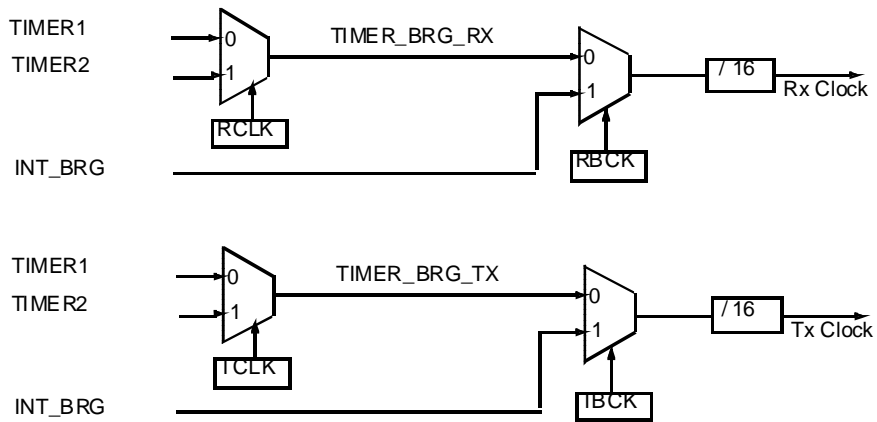 TIMER1
0
TIMER_BRG_RX
TIMER2
1
0
/ 16
1
Rx Clock
RCLK
INT_BRG
RBCK
TIMER1
0
TIMER_BRG_TX
TIMER2
1
0
/ 16
1
Tx Clock
TCLK
INT_BRG
TBCK